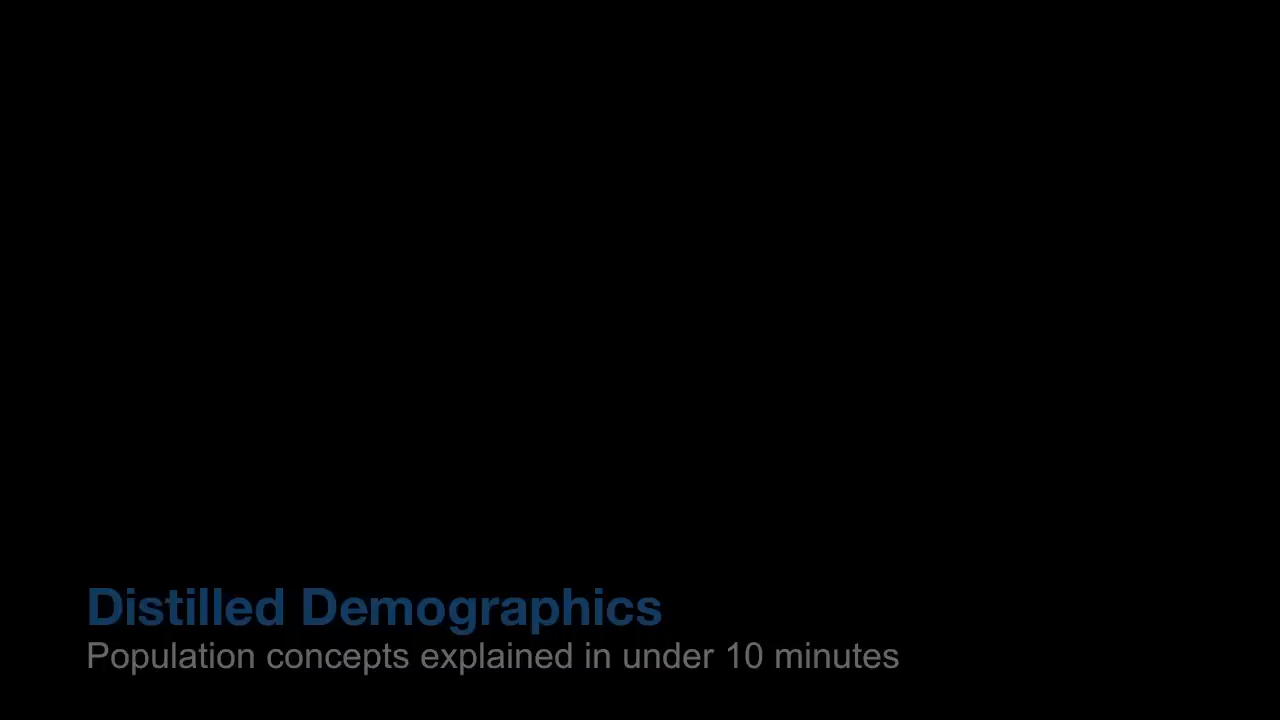 Distilled Demographics
Population concepts explained in under 10 minutes